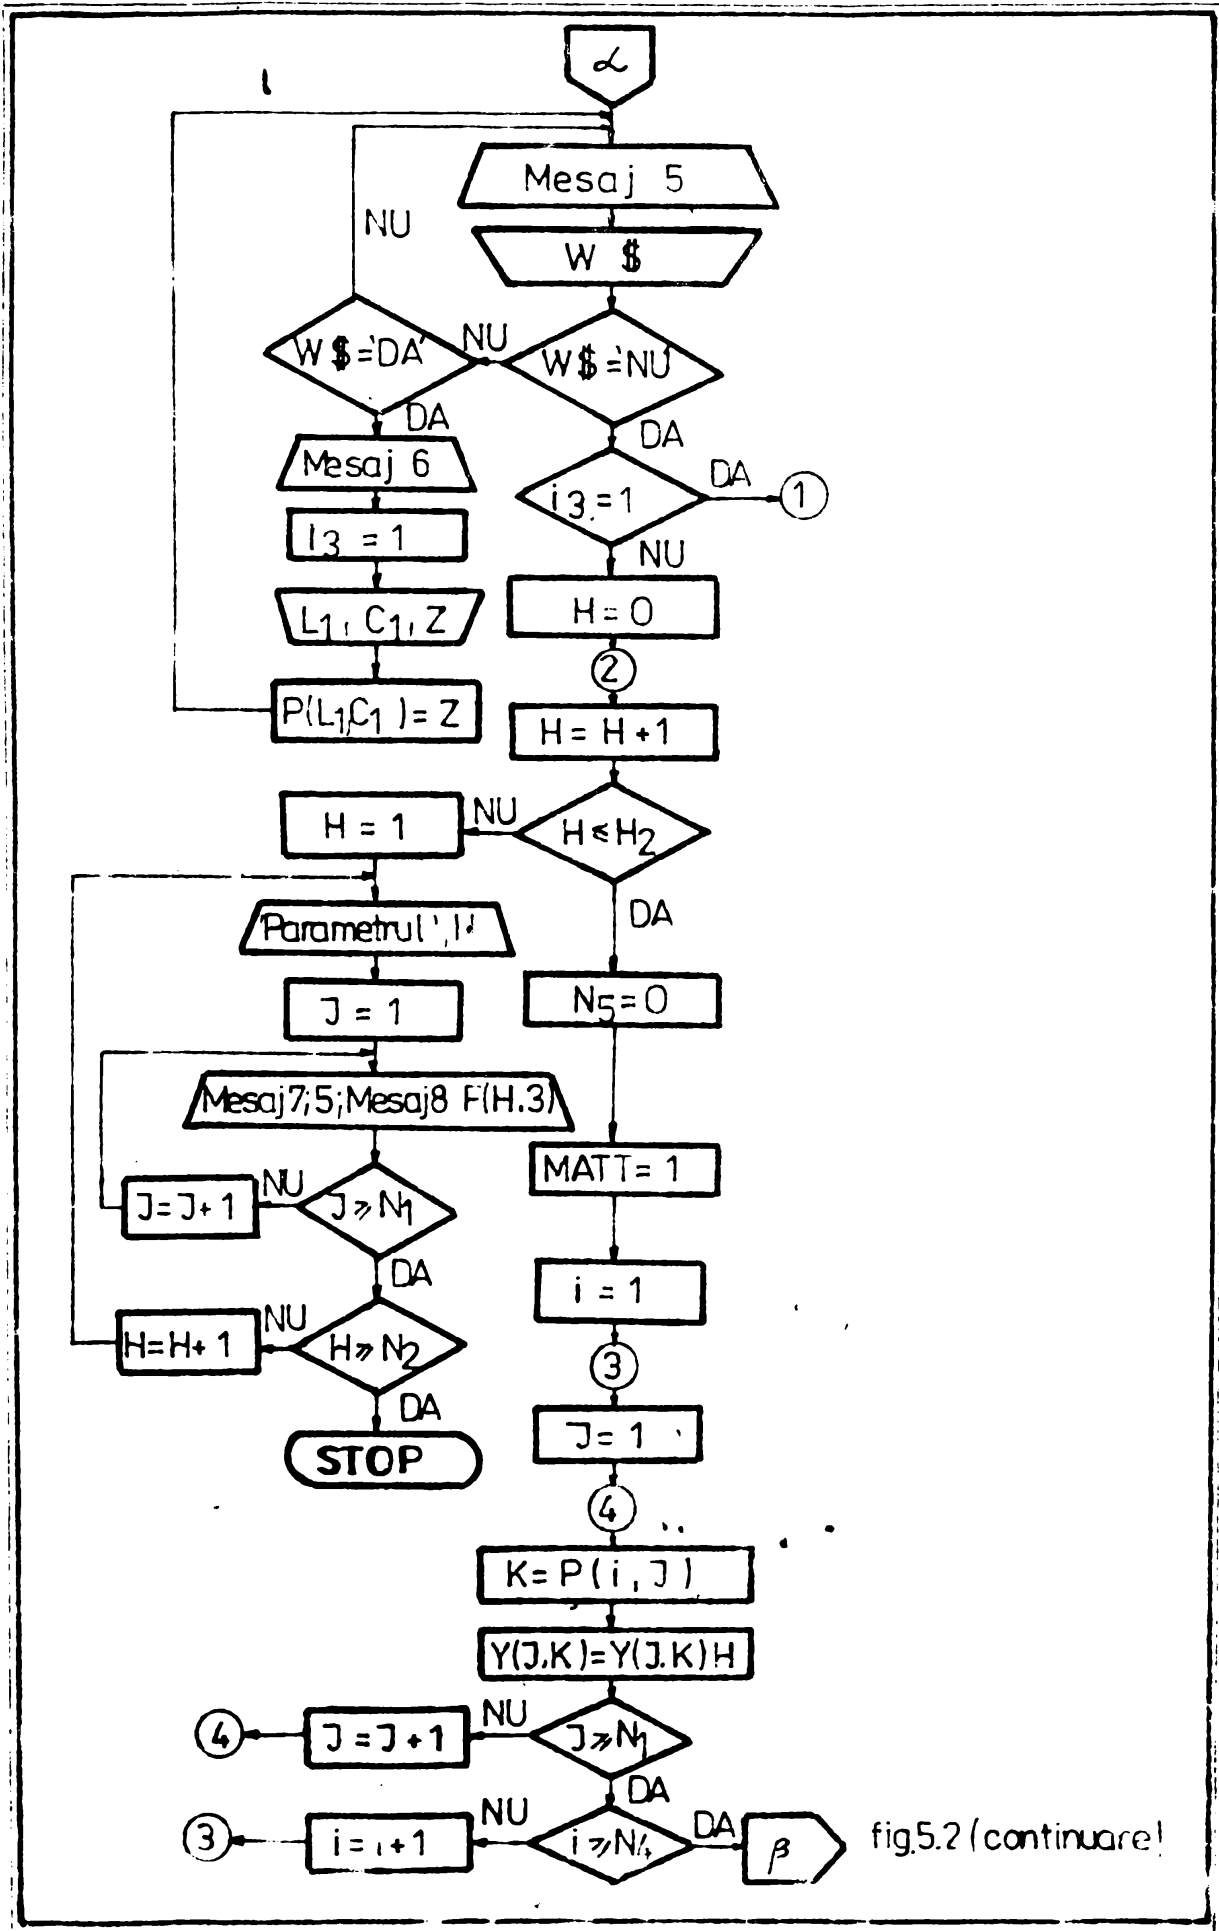 α
Mesaj 5
W $
NU
W $='DA'
NU
W$='NU'
DA
DA
Mesaj 6
i3.=1
DA
1
I3 = 1
NU
L1, C1, Z
H=0
2
P(L1,C1)=Z
H= H+1
H = 1
NU
H≤H2
DA
'Parametrul',H
J = 1
N5=0
Mesaj7;5;Mesaj8 F(H.3)
MATT= 1
J=J+1
NU
J≥N1
DA
i = 1
H=H+1
NU
H≥N2
3
DA
J= 1
STOP
4
K= P(i,J)
Y(J,K)=Y(J.K)H
4
J =J+1
NU
J≥N1
DA
3
i=i+1
NU
i≥N4
DA
β
fig.5.2(continuare)